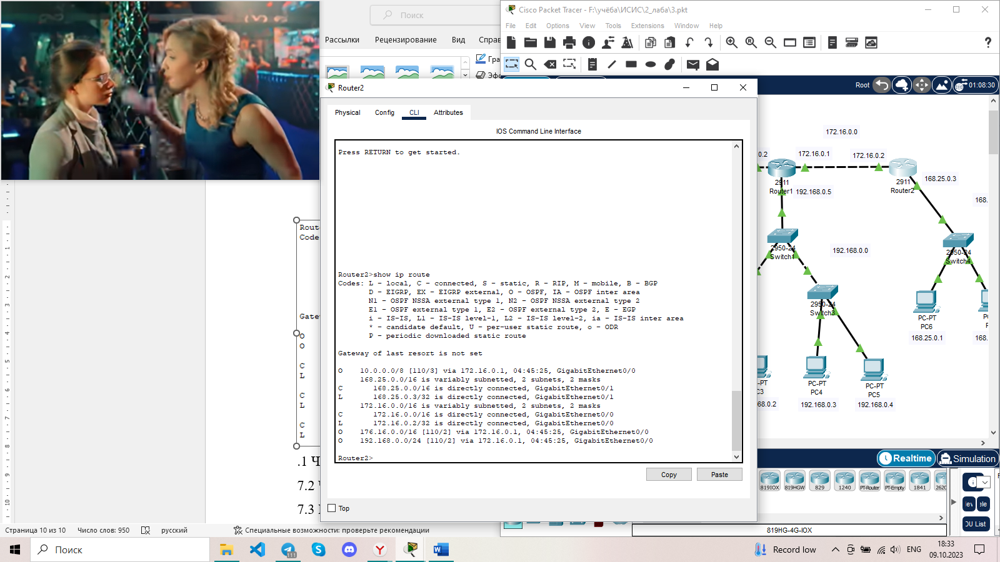 Поиск
Рассылки
Рецензирование
Вид
Cisco Packet Tracer - F:\учёба\ИСИС\2_лаба\3.pkt
File Edit Options View Tools Extensions Window Help
?
Root
01:08:30
Router2
Physical Config CLI Attributes
IOS Command Line Interface
Press RETURN to get started.
Router2>show ip route
Codes: L - local, C - connected, S - static, R - RIP, M - mobile, B - BGP
D - EIGRP, EX - EIGRP external, O - OSPF, IA - OSPF inter area
N1 - OSPF NSSA external type 1, N2 - OSPF NSSA external type 2
E1 - OSPF external type 1, E2 - OSPF external type 2, E - EGP
i - IS-IS, L1 - IS-IS level-1, L2 - IS-IS level-2, ia - IS-IS inter area
* - candidate default, U - per-user static route, o - ODR
P - periodic downloaded static route
Gateway of last resort is not set
O 10.0.0.0/8 [110/3] via 172.16.0.1, 04:45:25, GigabitEthernet0/0
168.25.0.0/16 is variably subnetted, 2 subnets, 2 masks
C 168.25.0.0/16 is directly connected, GigabitEthernet0/1
L 168.25.0.3/32 is directly connected, GigabitEthernet0/1
172.16.0.0/16 is variably subnetted, 2 subnets, 2 masks
C 172.16.0.0/16 is directly connected, GigabitEthernet0/0
L 172.16.0.2/32 is directly connected, GigabitEthernet0/0
O 176.16.0.0/16 [110/2] via 172.16.0.1, 04:45:25, GigabitEthernet0/0
O 192.168.0.0/24 [110/2] via 172.16.0.1, 04:45:25, GigabitEthernet0/0
Router2>
Copy
Paste
Top
Code
O
O
C
L
C
L
C
L
.1
7.2
7.3
172.16.0.0
0.2
172.16.0.1
172.16.0.2
2911
Router1
192.168.0.5
2911
Router2
168.25.0.3
168.
2950-24
Switch1
192.168.0.0
2950-24
Switch4
2950-24
Switch3
PC-PT
PC6
168.25.0.1
168.
-PT
C3
68.0.2
PC-PT
PC4
192.168.0.3
PC-PT
PC5
192.168.0.4
Realtime
Simulation
819IOX
819HGW
829
1240
PT-Router
PT-Empty
1841
2620
819HG-4G-IOX
Страница 10 из 10
Число слов: 950
русский
Специальные возможности: проверьте рекомендации
Поиск
111
Record low
ENG
18:33
09.10.2023